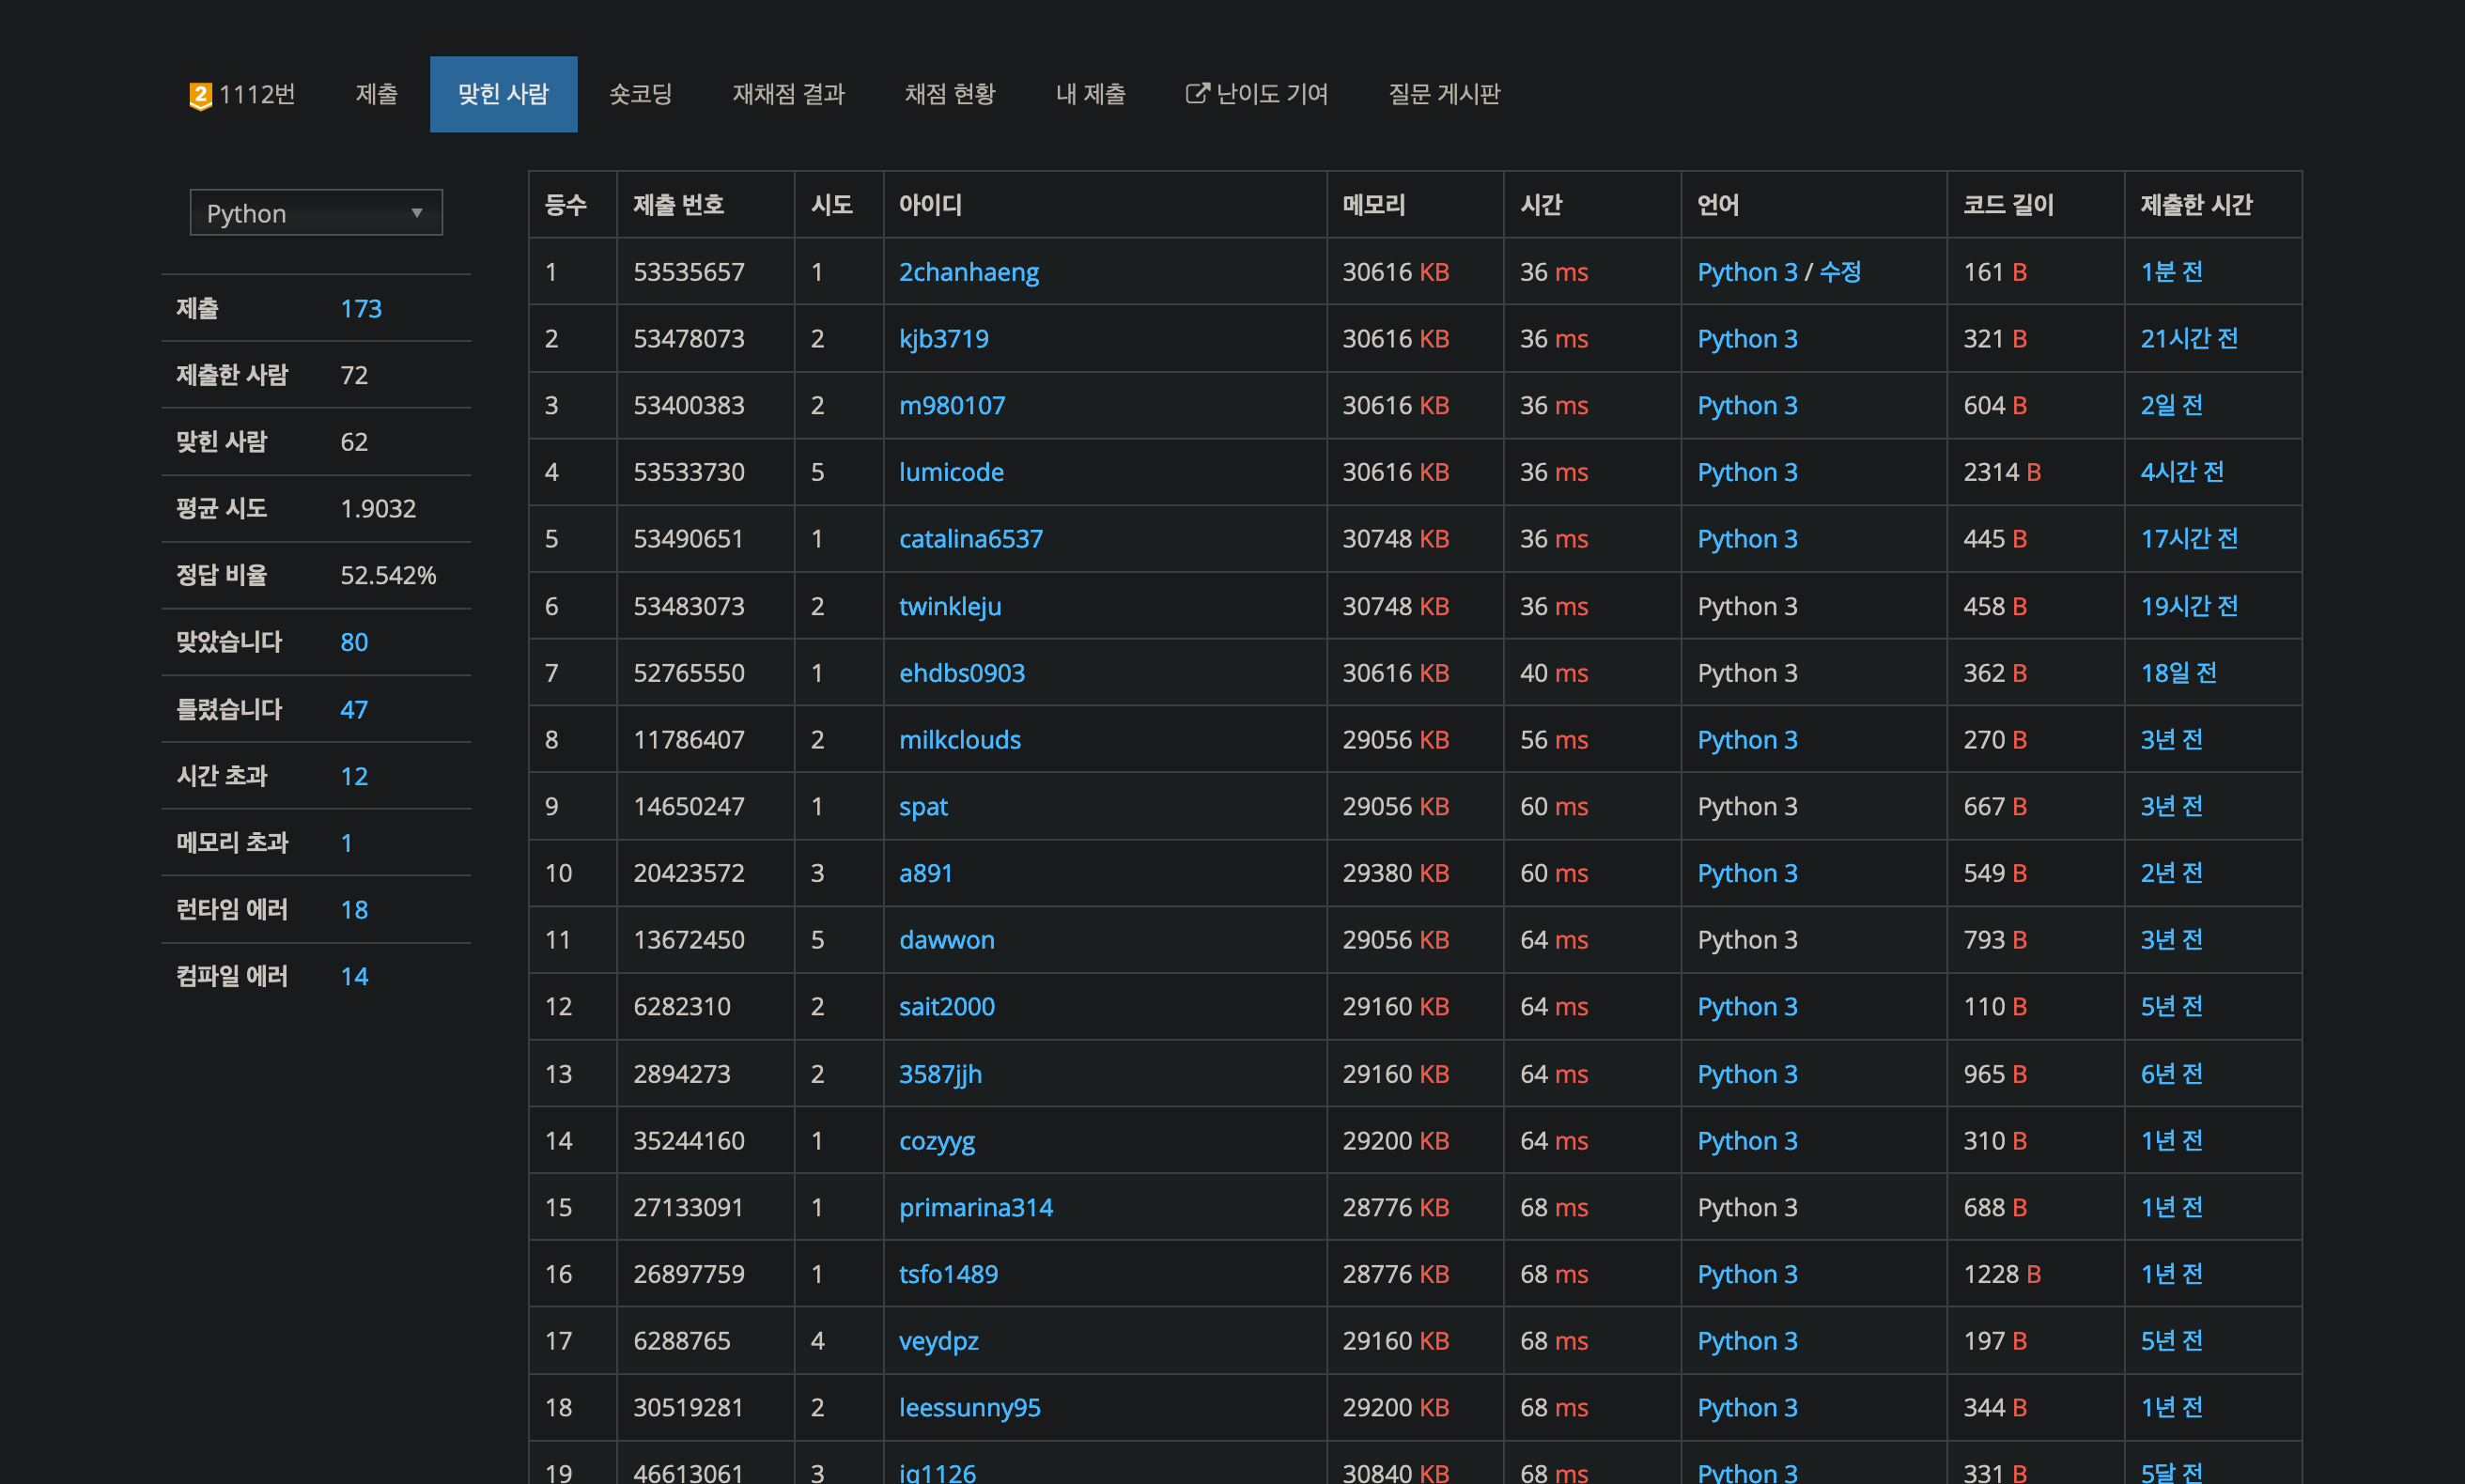 2 1112번 제출 맞힌 사람 숏코딩 재채점 결과 채점 현황 내 제출 난이도 기여 질문 게시판
Python
제출 173
제출한 사람 72
맞힌 사람 62
평균 시도 1.9032
정답 비율 52.542%
맞았습니다 80
틀렸습니다 47
시간 초과 12
메모리 초과 1
런타임 에러 18
컴파일 에러 14
등수 제출 번호 시도 아이디 메모리 시간 언어 코드 길이 제출한 시간
1 53535657 1 2chanhaeng 30616 KB 36 ms Python 3 / 수정 161 B 1분 전
2 53478073 2 kjb3719 30616 KB 36 ms Python 3 321 B 21시간 전
3 53400383 2 m980107 30616 KB 36 ms Python 3 604 B 2일 전
4 53533730 5 lumicode 30616 KB 36 ms Python 3 2314 B 4시간 전
5 53490651 1 catalina6537 30748 KB 36 ms Python 3 445 B 17시간 전
6 53483073 2 twinkleju 30748 KB 36 ms Python 3 458 B 19시간 전
7 52765550 1 ehdbs0903 30616 KB 40 ms Python 3 362 B 18일 전
8 11786407 2 milkclouds 29056 KB 56 ms Python 3 270 B 3년 전
9 14650247 1 spat 29056 KB 60 ms Python 3 667 B 3년 전
10 20423572 3 a891 29380 KB 60 ms Python 3 549 B 2년 전
11 13672450 5 dawwon 29056 KB 64 ms Python 3 793 B 3년 전
12 6282310 2 sait2000 29160 KB 64 ms Python 3 110 B 5년 전
13 2894273 2 3587jjh 29160 KB 64 ms Python 3 965 B 6년 전
14 35244160 1 cozyyg 29200 KB 64 ms Python 3 310 B 1년 전
15 27133091 1 primarina314 28776 KB 68 ms Python 3 688 B 1년 전
16 26897759 1 tsfo1489 28776 KB 68 ms Python 3 1228 B 1년 전
17 6288765 4 veydpz 29160 KB 68 ms Python 3 197 B 5년 전
18 30519281 2 leessunny95 29200 KB 68 ms Python 3 344 B 1년 전
19 46613061 3 30840 KB 68 ms Python 3 331 B 5달 전